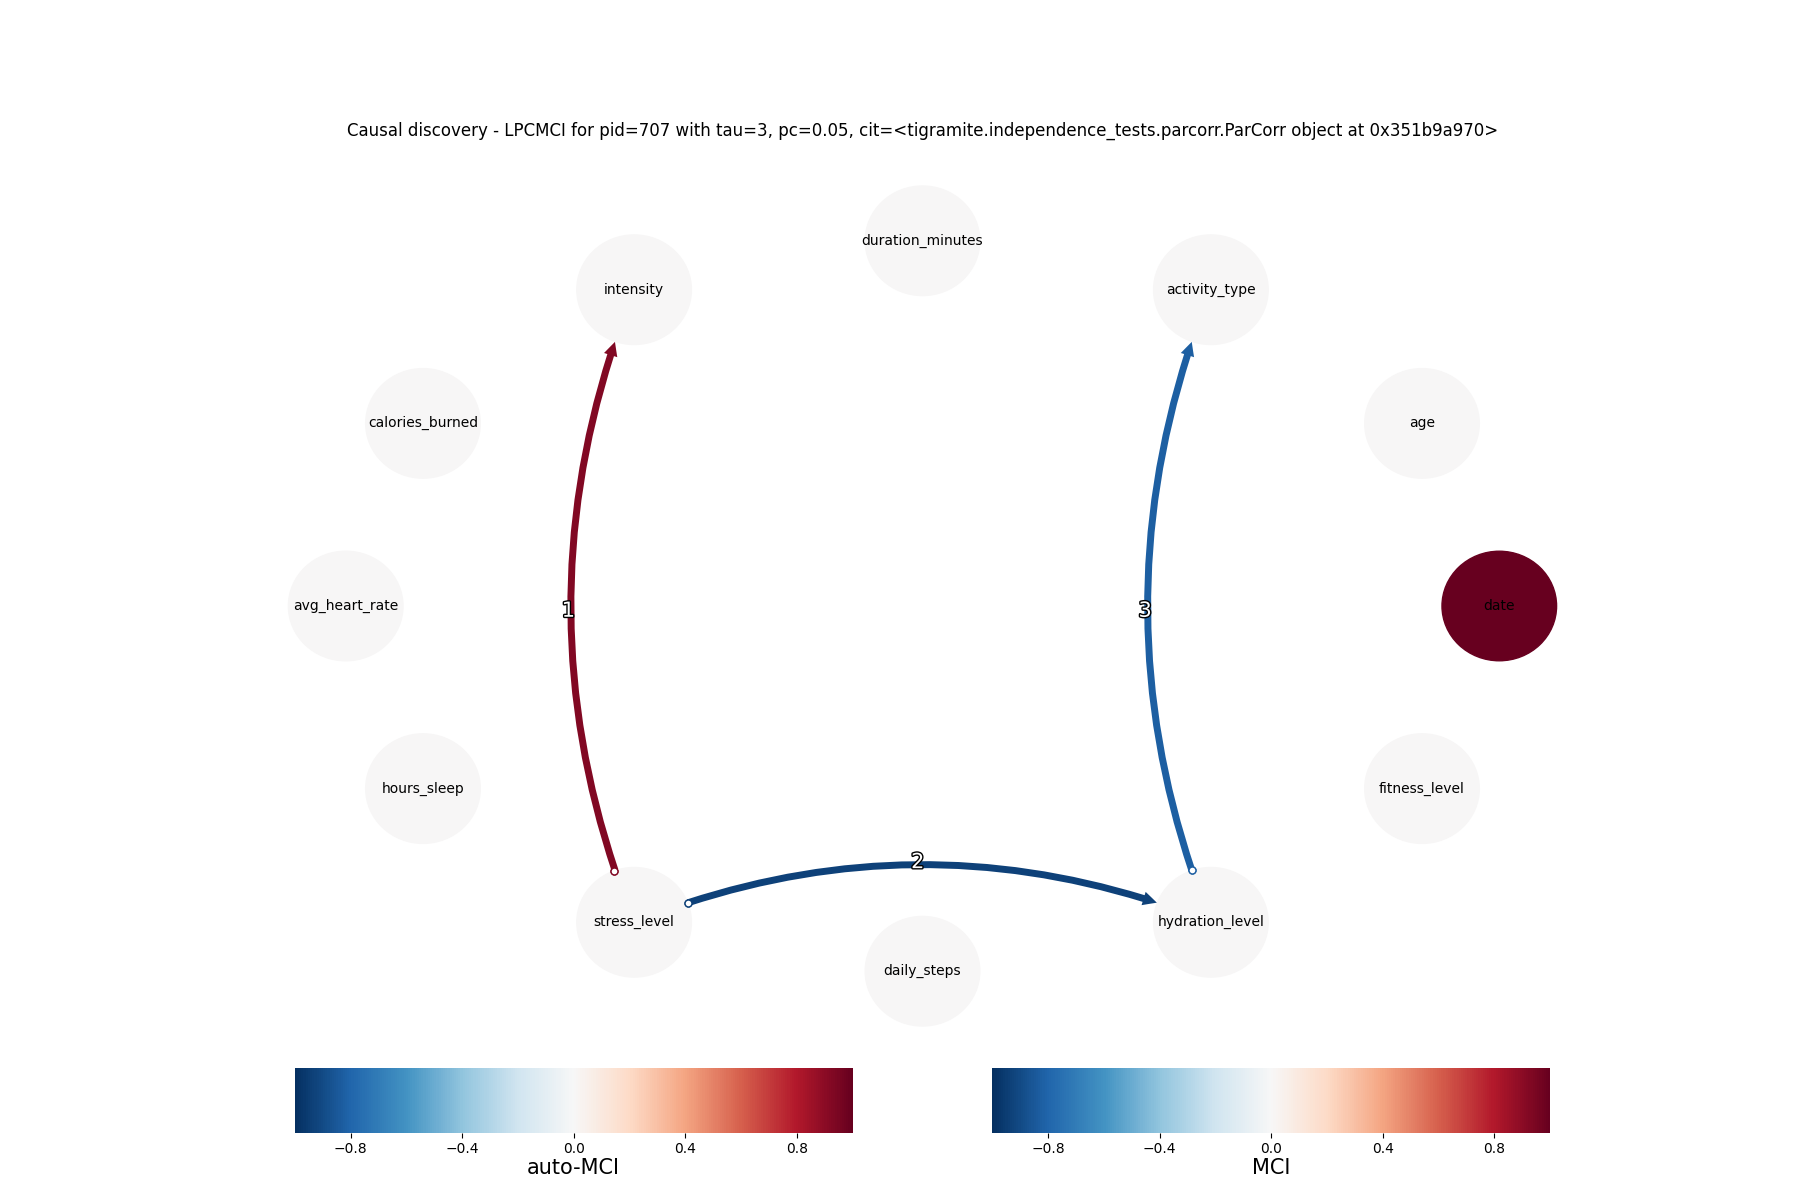 Causal discovery - LPCMCI for pid=707 with tau=3, pc=0.05, cit=<tigramite.independence_tests.parcorr.ParCorr object at 0x351b9a970>
duration_minutes
intensity
activity_type
calories_burned
age
avg_heart_rate
1
3
date
hours_sleep
fitness_level
2
stress_level
hydration_level
daily_steps
−0.8 −0.4 0.0 0.4 0.8
auto-MCI
−0.8 −0.4 0.0 0.4 0.8
MCI